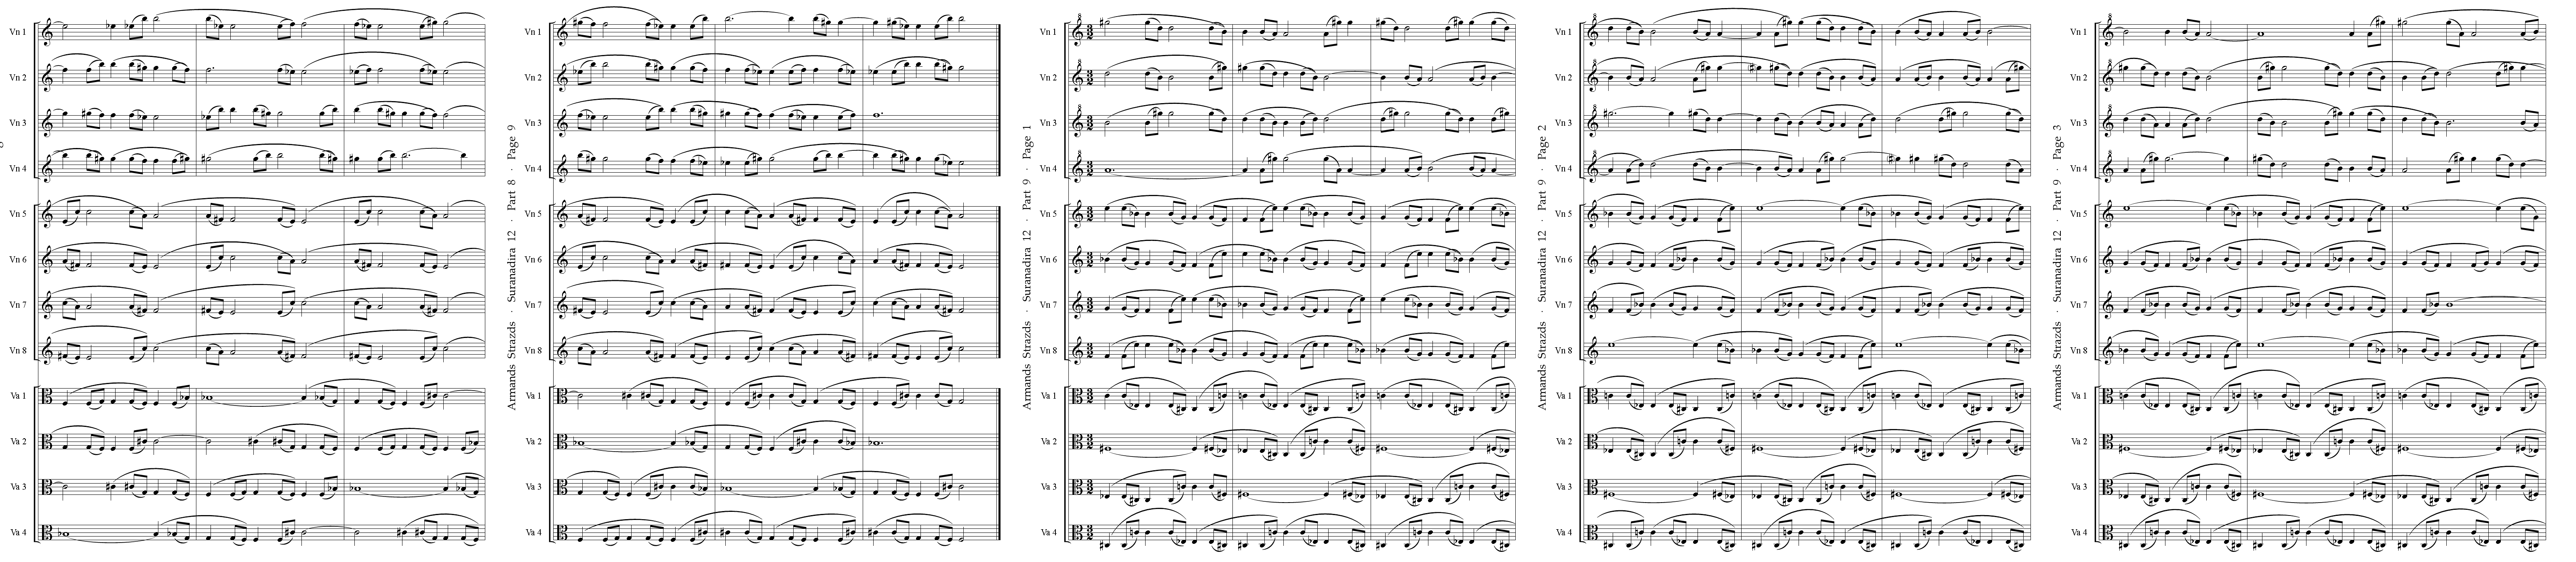 Vn 1
Vn 2
Vn 3
Vn 4
Vn 5
Vn 6
Vn 7
Vn 8
Va 1
Va 2
Va 3
Va 4
Armands Strazds · Suranadira 12 · Part 8 · Page 9
Vn 1
Vn 2
Vn 3
Vn 4
Vn 5
Vn 6
Vn 7
Vn 8
Va 1
Va 2
Va 3
Va 4
Armands Strazds · Suranadira 12 · Part 9 · Page 1
Vn 1
Vn 2
Vn 3
Vn 4
Vn 5
Vn 6
Vn 7
Vn 8
Va 1
Va 2
Va 3
Va 4
Armands Strazds · Suranadira 12 · Part 9 · Page 2
Vn 1
Vn 2
Vn 3
Vn 4
Vn 5
Vn 6
Vn 7
Vn 8
Va 1
Va 2
Va 3
Va 4
Armands Strazds · Suranadira 12 · Part 9 · Page 3
Vn 1
Vn 2
Vn 3
Vn 4
Vn 5
Vn 6
Vn 7
Vn 8
Va 1
Va 2
Va 3
Va 4